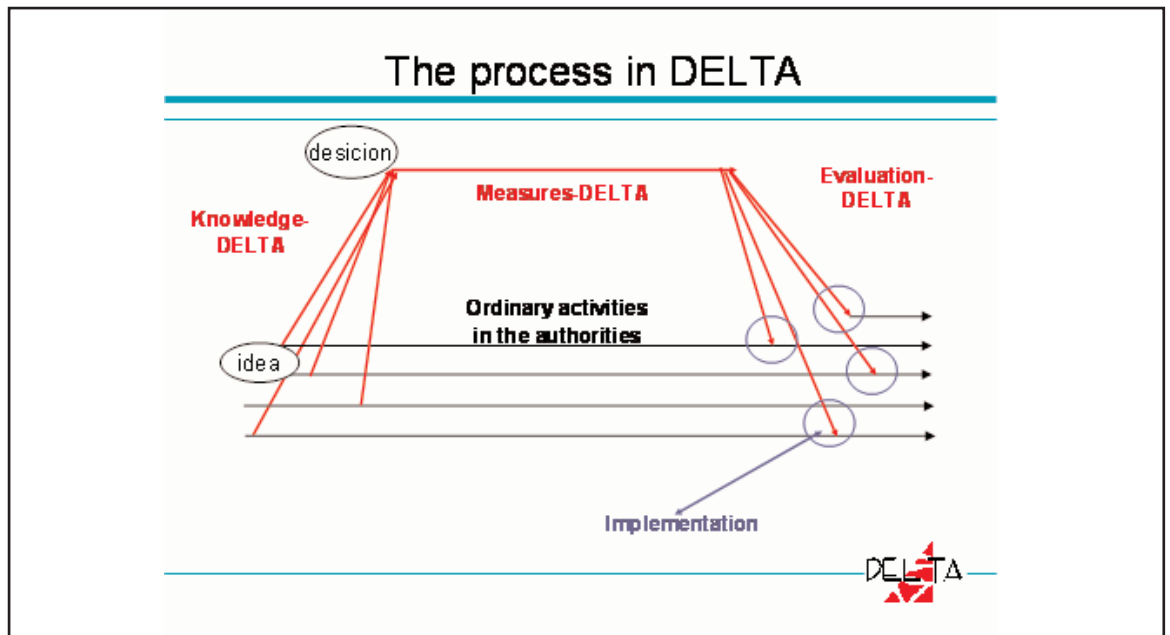 The process in DELTA
desicion
Measures-DELTA
Evaluation-
DELTA
Knowledge-
DELTA
Ordinary activities
in the authorities
idea
Implementation
DELTA